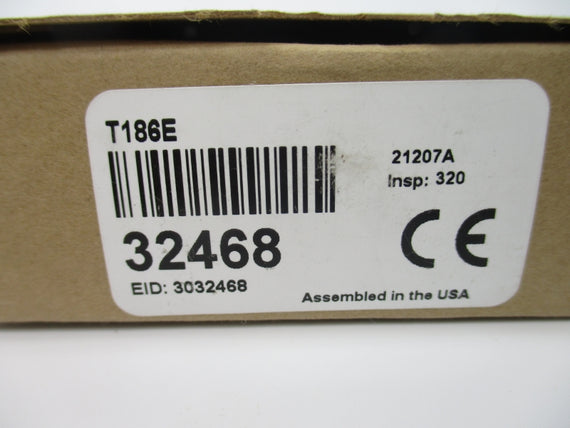 T186E
21207A
Insp: 320
32468
CE
EID: 3032468
Assembled in the USA